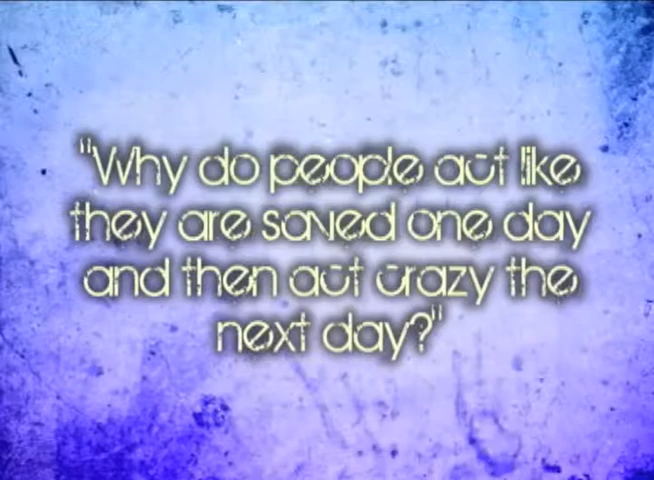 "Why do people act like
they are saved one day
and then act crazy the
next day?"